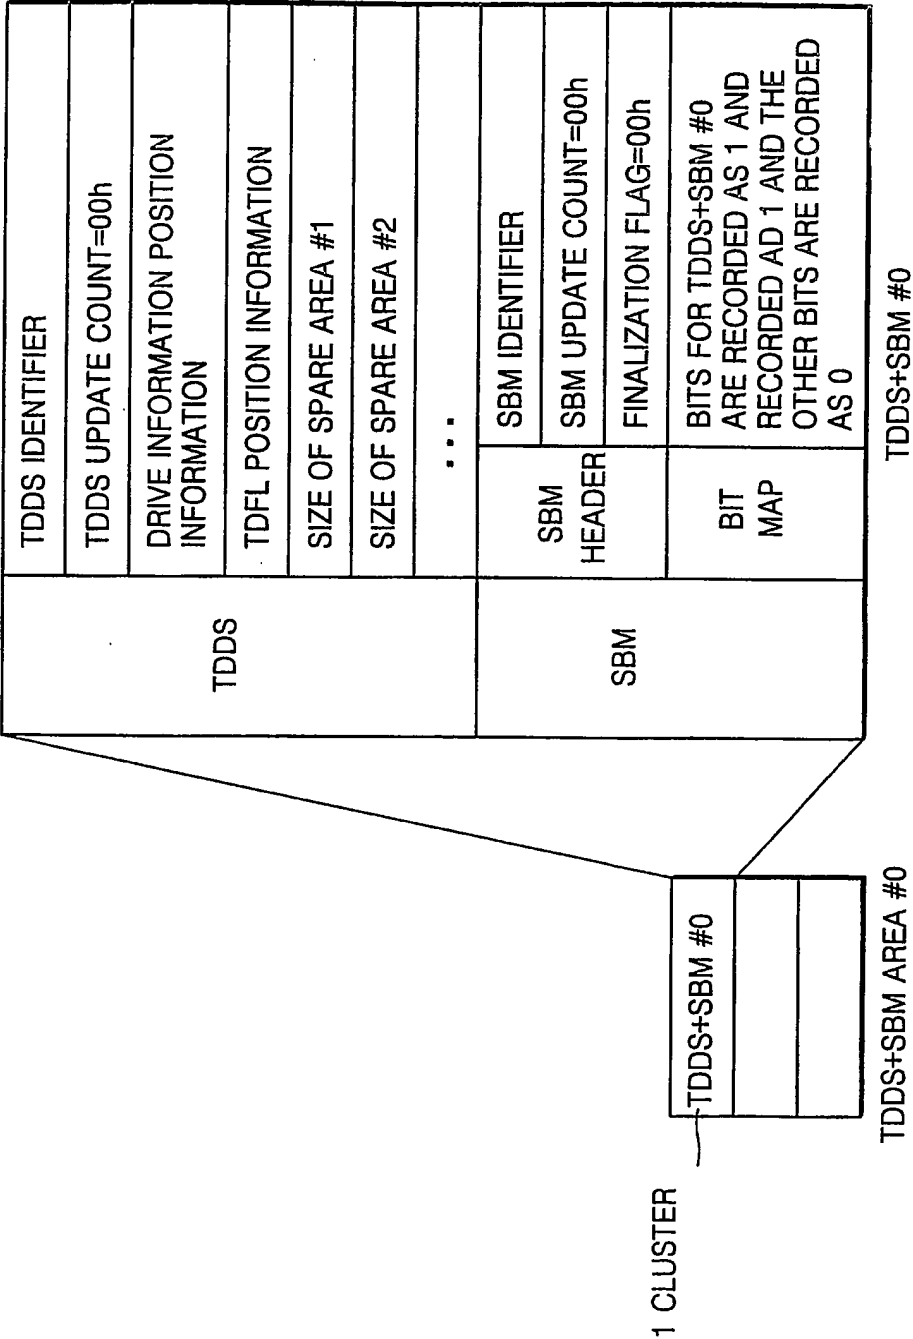 1 CLUSTER
TDDS+SBM #0
TDDS+SBM AREA #0
TDDS
TDDS IDENTIFIER
TDDS UPDATE COUNT=00h
DRIVE INFORMATION POSITION
INFORMATION
TDFL POSITION INFORMATION
SIZE OF SPARE AREA #1
SIZE OF SPARE AREA #2
...
SBM
SBM
HEADER
SBM IDENTIFIER
SBM UPDATE COUNT=00h
FINALIZATION FLAG=00h
BIT
MAP
BITS FOR TDDS+SBM #0
ARE RECORDED AS 1 AND
RECORDED AD 1 AND THE
OTHER BITS ARE RECORDED
AS 0
TDDS+SBM #0